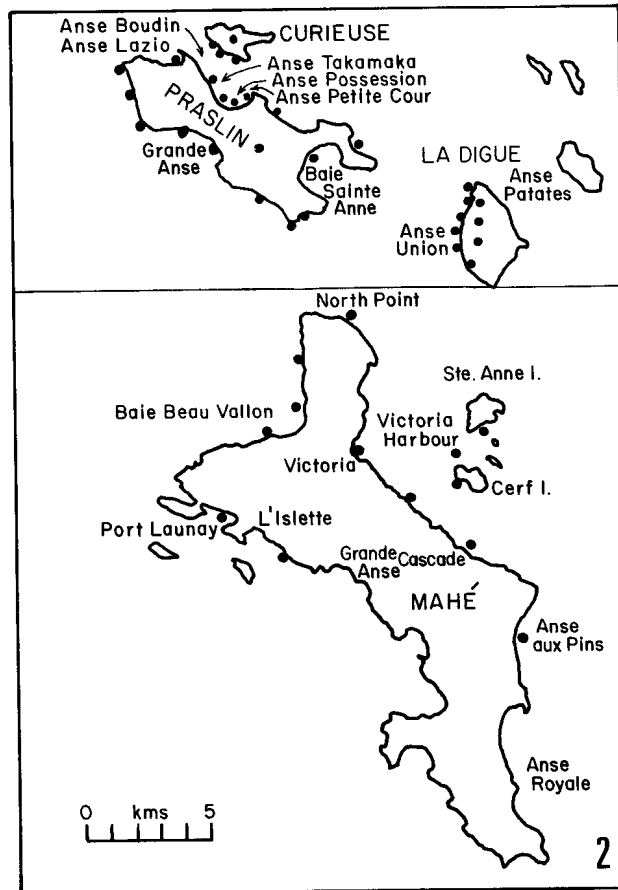 Anse Boudin
Anse Lazio
CURIEUSE
Anse Takamaka
Anse Possession
Anse Petite Cour
PRASLIN
Grande
Anse
Baie
Sainte
Anne
LA DIGUE
Anse
Patates
Anse
Union
North Point
Ste. Anne I.
Baie Beau Vallon
Victoria
Harbour
Victoria
Cerf I.
Port Launay
L'Islette
Grande
Anse
Cascade
MAHÉ
Anse
aux Pins
Anse
Royale
0 kms 5
2